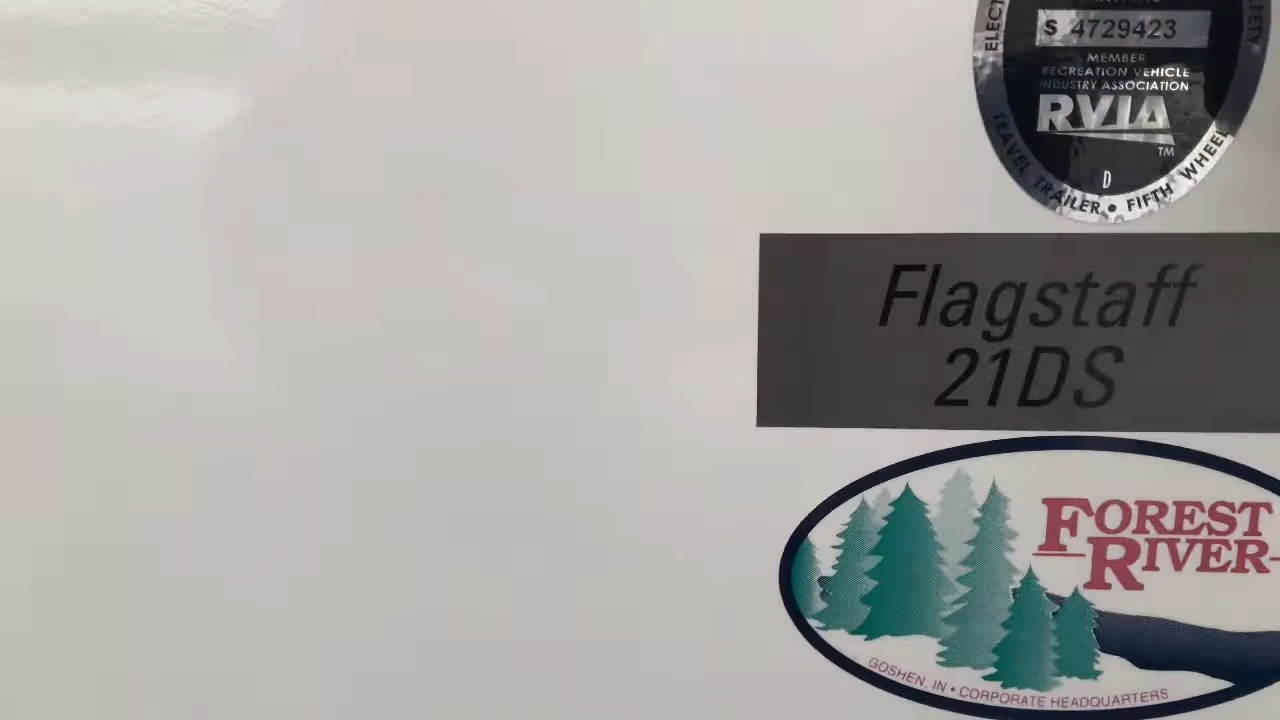 ELECT
S 4729423
MEMBER
RECREATION VEHICLE
INDUSTRY ASSOCIATION
RVIA
TM
D
TRAVEL TRAILER • FIFTH WHEEL
Flagstaff
21DS
FOREST
RIVER
GOSHEN, IN • CORPORATE HEADQUARTERS